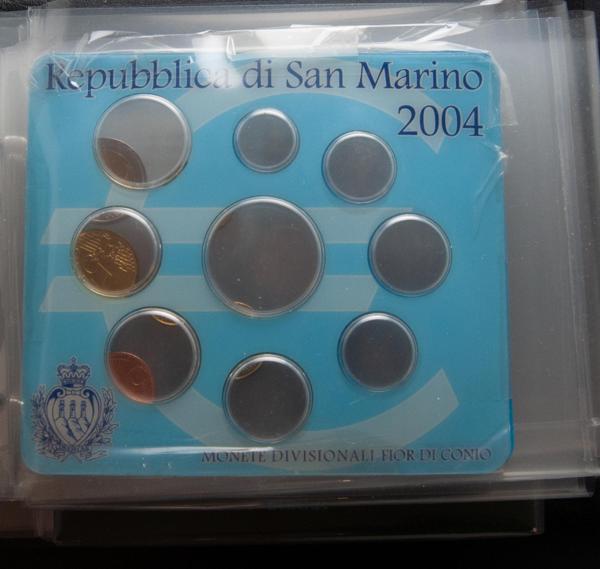 Repubblica di San Marino
2004
MONETE DIVISIONALI FIOR DI CONIO